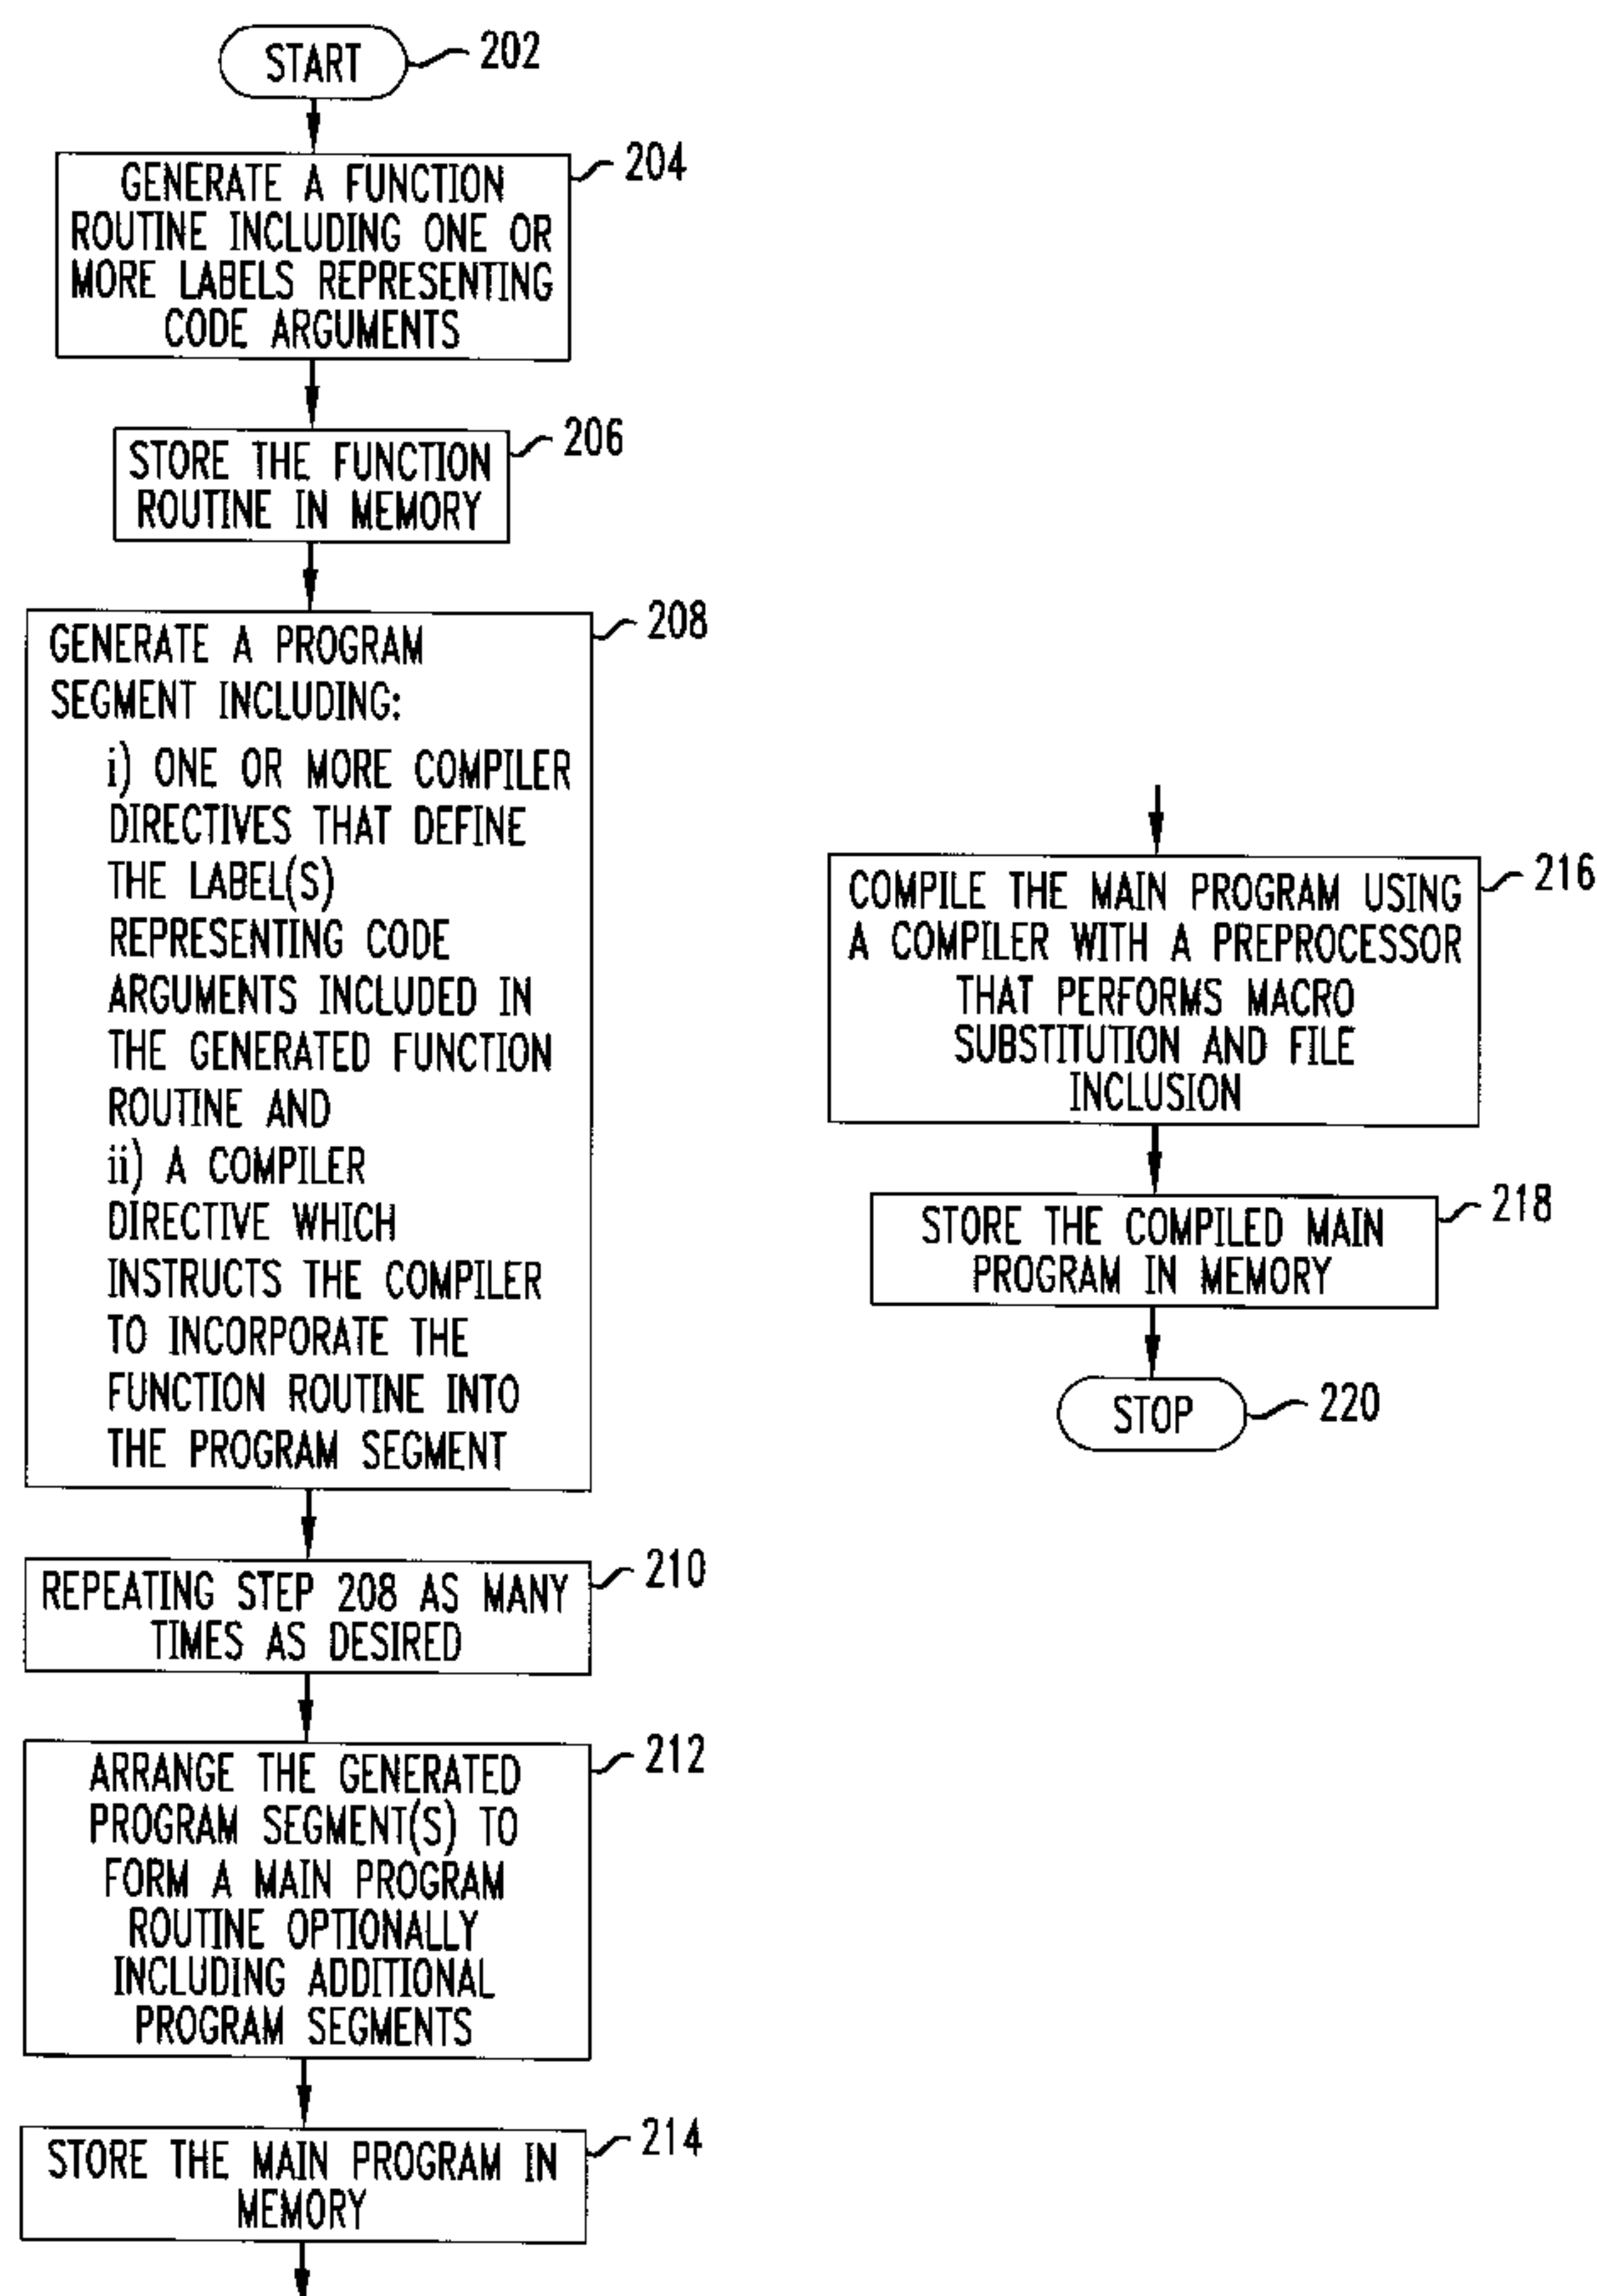 START
202
GENERATE A FUNCTION
ROUTINE INCLUDING ONE OR
MORE LABELS REPRESENTING
CODE ARGUMENTS
204
STORE THE FUNCTION
ROUTINE IN MEMORY
206
GENERATE A PROGRAM
SEGMENT INCLUDING:
i) ONE OR MORE COMPILER
DIRECTIVES THAT DEFINE
THE LABEL(S)
REPRESENTING CODE
ARGUMENTS INCLUDED IN
THE GENERATED FUNCTION
ROUTINE AND
ii) A COMPILER
DIRECTIVE WHICH
INSTRUCTS THE COMPILER
TO INCORPORATE THE
FUNCTION ROUTINE INTO
THE PROGRAM SEGMENT
208
REPEATING STEP 208 AS MANY
TIMES AS DESIRED
210
ARRANGE THE GENERATED
PROGRAM SEGMENT(S) TO
FORM A MAIN PROGRAM
ROUTINE OPTIONALLY
INCLUDING ADDITIONAL
PROGRAM SEGMENTS
212
STORE THE MAIN PROGRAM IN
MEMORY
214
COMPILE THE MAIN PROGRAM USING
A COMPILER WITH A PREPROCESSOR
THAT PERFORMS MACRO
SUBSTITUTION AND FILE
INCLUSION
216
STORE THE COMPILED MAIN
PROGRAM IN MEMORY
218
STOP
220